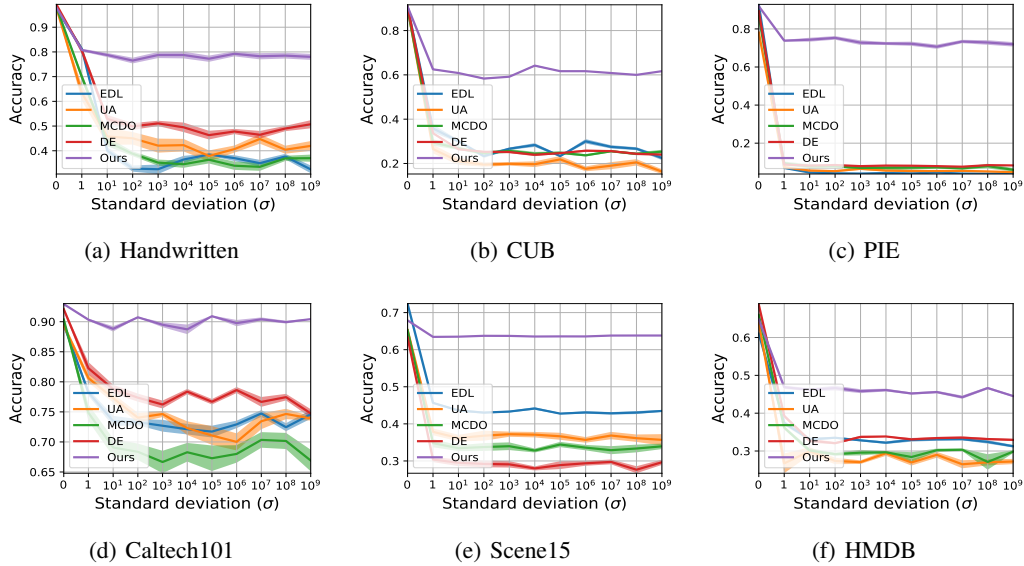 0.9
0.8
0.7
0.6
0.5
0.4
Accuracy
EDL
UA
MCDO
DE
Ours
0 1 10¹ 10² 10³ 10⁴ 10⁵ 10⁶ 10⁷ 10⁸ 10⁹
Standard deviation (σ)
(a) Handwritten
0.8
0.6
0.4
0.2
Accuracy
EDL
UA
MCDO
DE
Ours
0 1 10¹ 10² 10³ 10⁴ 10⁵ 10⁶ 10⁷ 10⁸ 10⁹
Standard deviation (σ)
(b) CUB
0.8
0.6
0.4
0.2
Accuracy
EDL
UA
MCDO
DE
Ours
0 1 10¹ 10² 10³ 10⁴ 10⁵ 10⁶ 10⁷ 10⁸ 10⁹
Standard deviation (σ)
(c) PIE
0.90
0.85
0.80
0.75
0.70
0.65
Accuracy
EDL
UA
MCDO
DE
Ours
0 1 10¹ 10² 10³ 10⁴ 10⁵ 10⁶ 10⁷ 10⁸ 10⁹
Standard deviation (σ)
(d) Caltech101
0.7
0.6
0.5
0.4
0.3
Accuracy
EDL
UA
MCDO
DE
Ours
0 1 10¹ 10² 10³ 10⁴ 10⁵ 10⁶ 10⁷ 10⁸ 10⁹
Standard deviation (σ)
(e) Scene15
0.6
0.5
0.4
0.3
Accuracy
EDL
UA
MCDO
DE
Ours
0 1 10¹ 10² 10³ 10⁴ 10⁵ 10⁶ 10⁷ 10⁸ 10⁹
Standard deviation (σ)
(f) HMDB